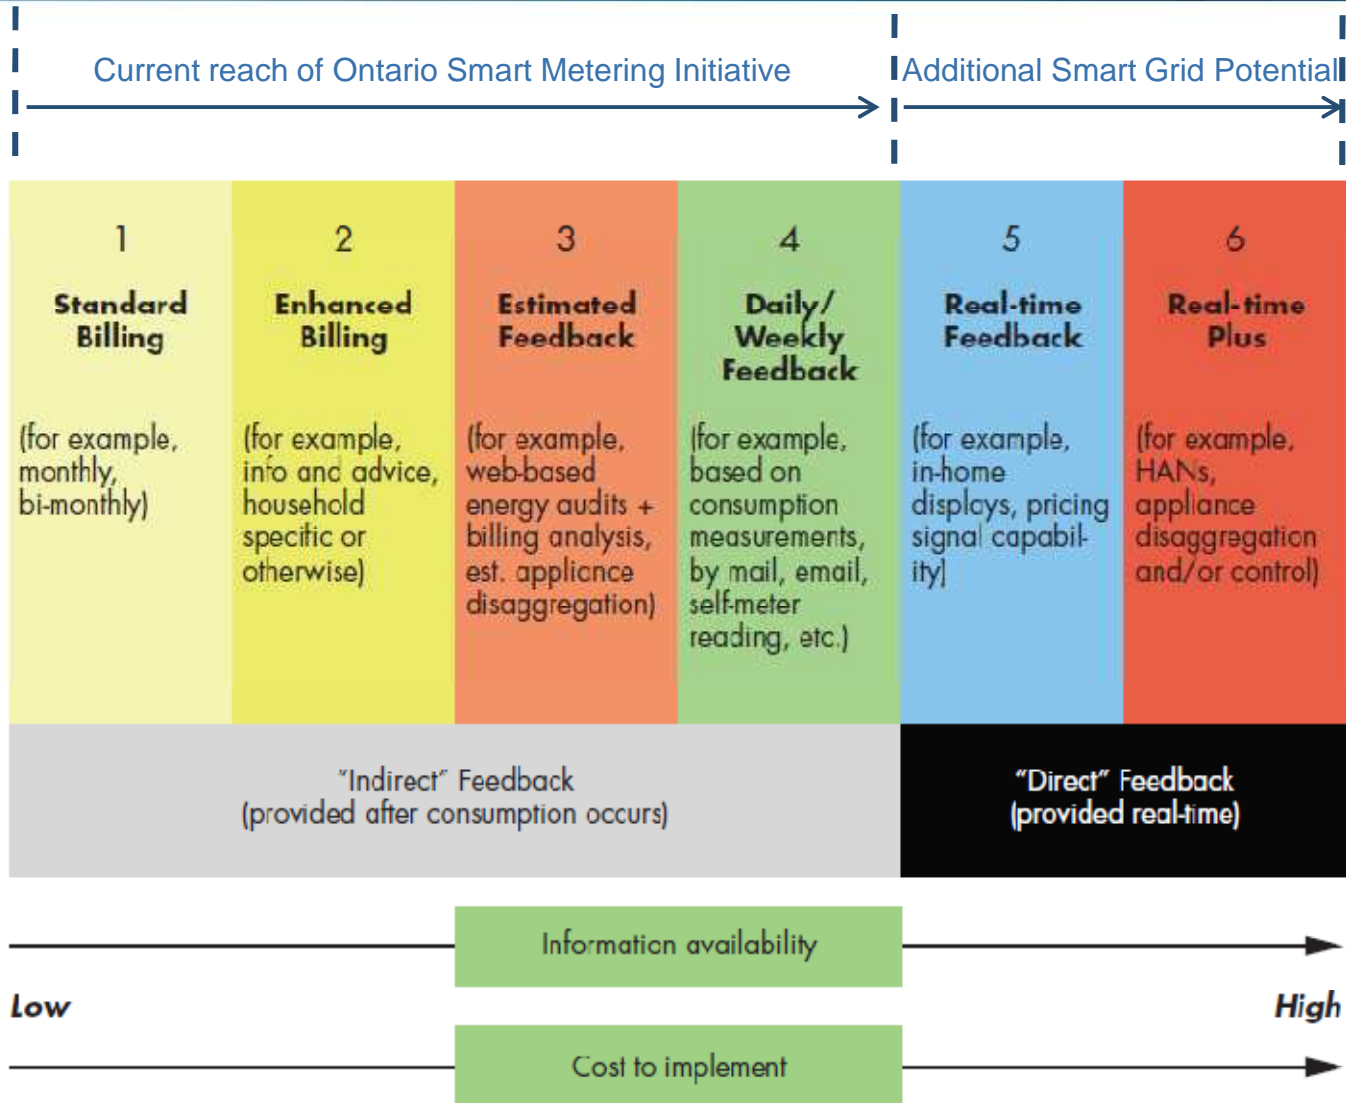 Current reach of Ontario Smart Metering Initiative
Additional Smart Grid Potential
1
Standard
Billing
(for example,
monthly,
bi-monthly)
2
Enhanced
Billing
(for example,
info and advice,
household
specific or
otherwise)
3
Estimated
Feedback
(for example,
web-based
energy audits +
billing analysis,
est. appliance
disaggregation)
4
Daily/
Weekly
Feedback
(for example,
based on
consumption
measurements,
by mail, email,
self-meter
reading, etc.)
5
Real-time
Feedback
(for example,
in-home
displays, pricing
signal capabil-
ity)
6
Real-time
Plus
(for example,
HANs,
appliance
disaggregation
and/or control)
"Indirect" Feedback
(provided after consumption occurs)
"Direct" Feedback
(provided real-time)
Information availability
Low
High
Cost to implement